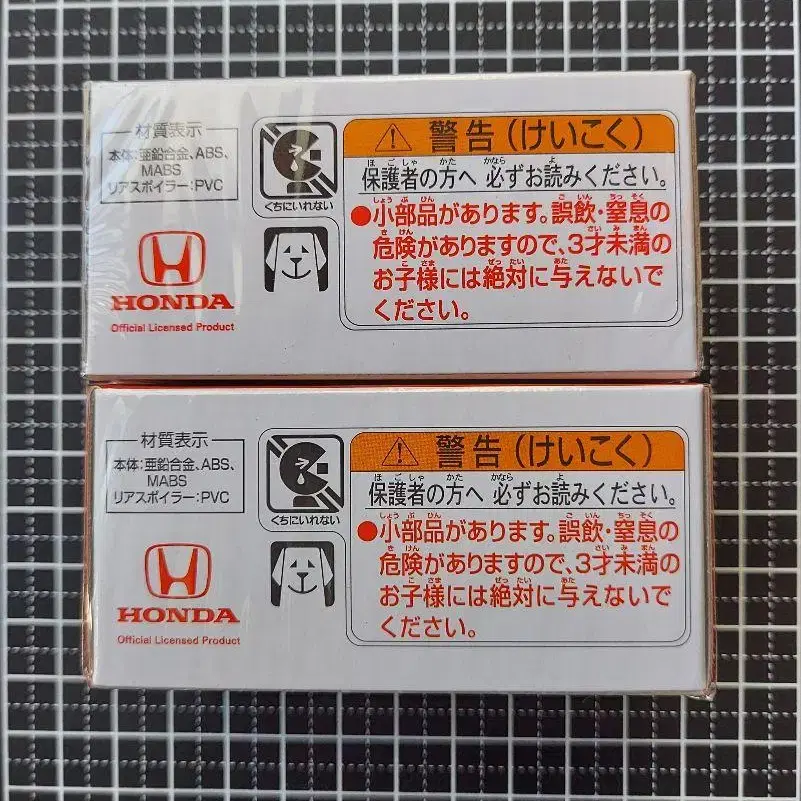 材質表示
本体:亜鉛合金、ABS、
MABS
リアスポイラー:PVC
くちにいれない
HONDA
Official Licensed Product
警告(けいこく)
ほごしゃ かた かなら よ
保護者の方へ 必ずお読みください。
しょうぶひん ごいん ちっそく
●小部品があります。誤飲・窒息の
きけん さいみまん
危険がありますので、3才未満の
こさま ぜったい あた
お子様には絶対に与えないで
ください。
材質表示
本体:亜鉛合金、ABS、
MABS
リアスポイラー:PVC
くちにいれない
HONDA
Official Licensed Product
警告(けいこく)
ほごしゃ かた かなら よ
保護者の方へ 必ずお読みください。
しょうぶひん ごいん ちっそく
●小部品があります。誤飲・窒息の
きけん さいみまん
危険がありますので、3才未満の
こさま ぜったい あた
お子様には絶対に与えないで
ください。